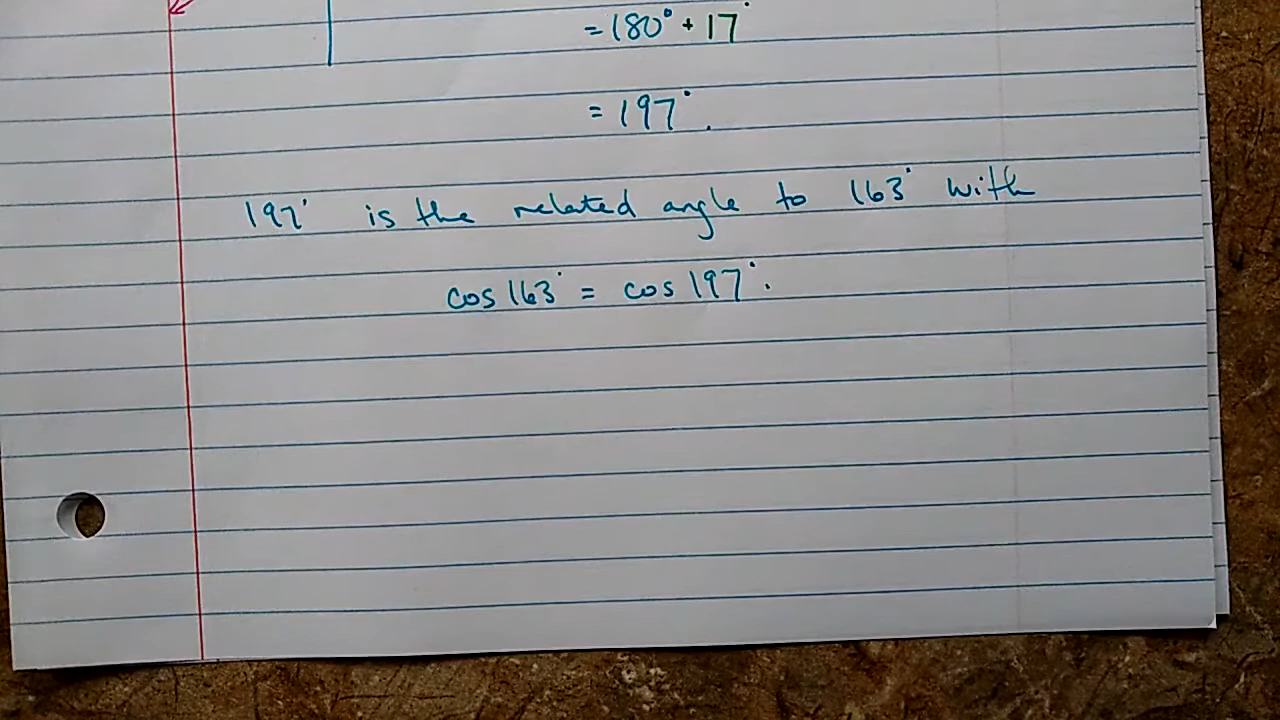 = 180° + 17°
= 197°.
197° is the related angle to 163° with
cos 163° = cos 197°.